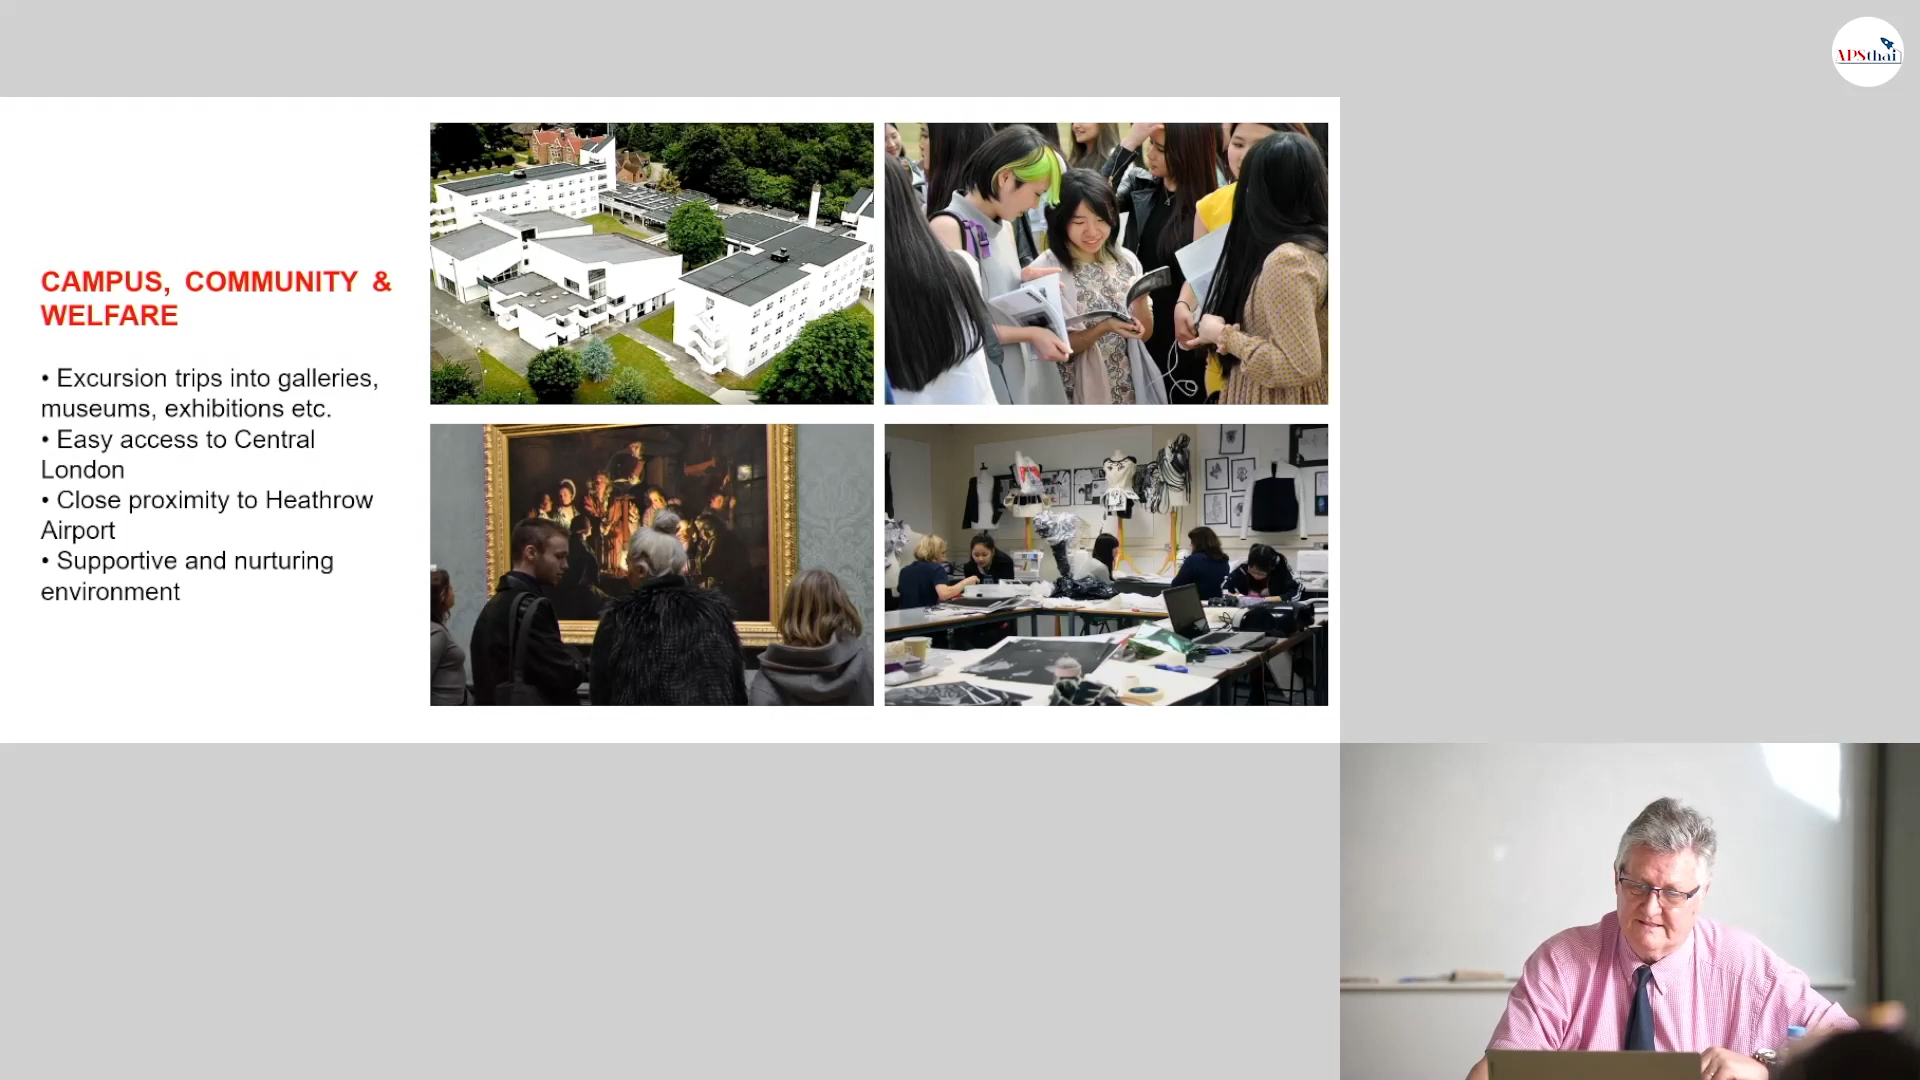 APSthai
CAMPUS, COMMUNITY &
WELFARE
• Excursion trips into galleries,
museums, exhibitions etc.
• Easy access to Central
London
• Close proximity to Heathrow
Airport
• Supportive and nurturing
environment